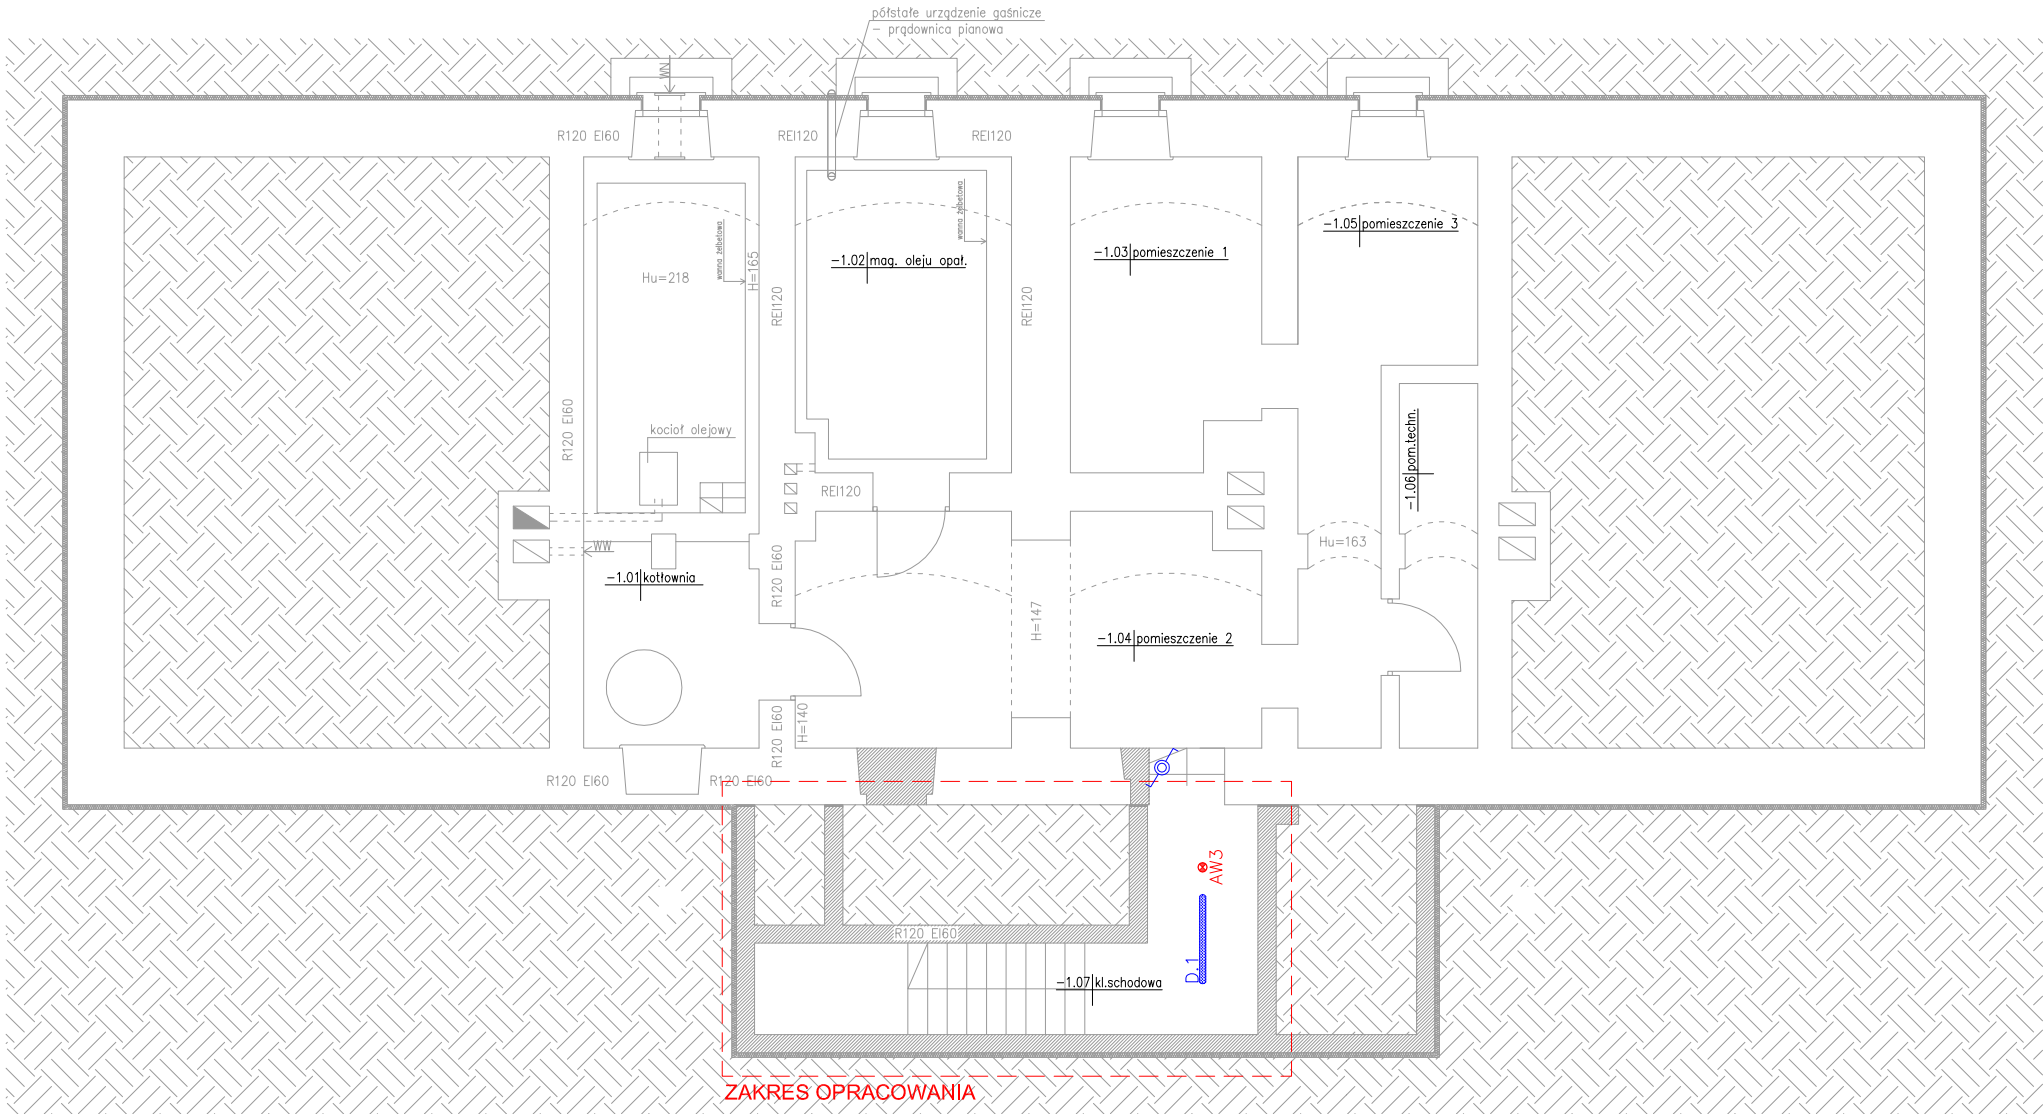 półstałe urządzenie gaśnicze
– prądownica pianowa
WN
R120 EI60
REI120
REI120
wanna żelbetowa
wanna żelbetowa
-1.05 pomieszczenie 3
-1.03 pomieszczenie 1
-1.02 mag. oleju opał.
Hu=218
H=165
REI120
REI120
R120 EI60
kocioł olejowy
-1.06 pom.techn.
REI120
WW
Hu=163
-1.01 kotłownia
R120 EI60
H=147
-1.04 pomieszczenie 2
H=140
R120 EI60
R120 EI60
R120 EI60
AW3
R120 EI60
D.1
-1.07 kl.schodowa
ZAKRES OPRACOWANIA